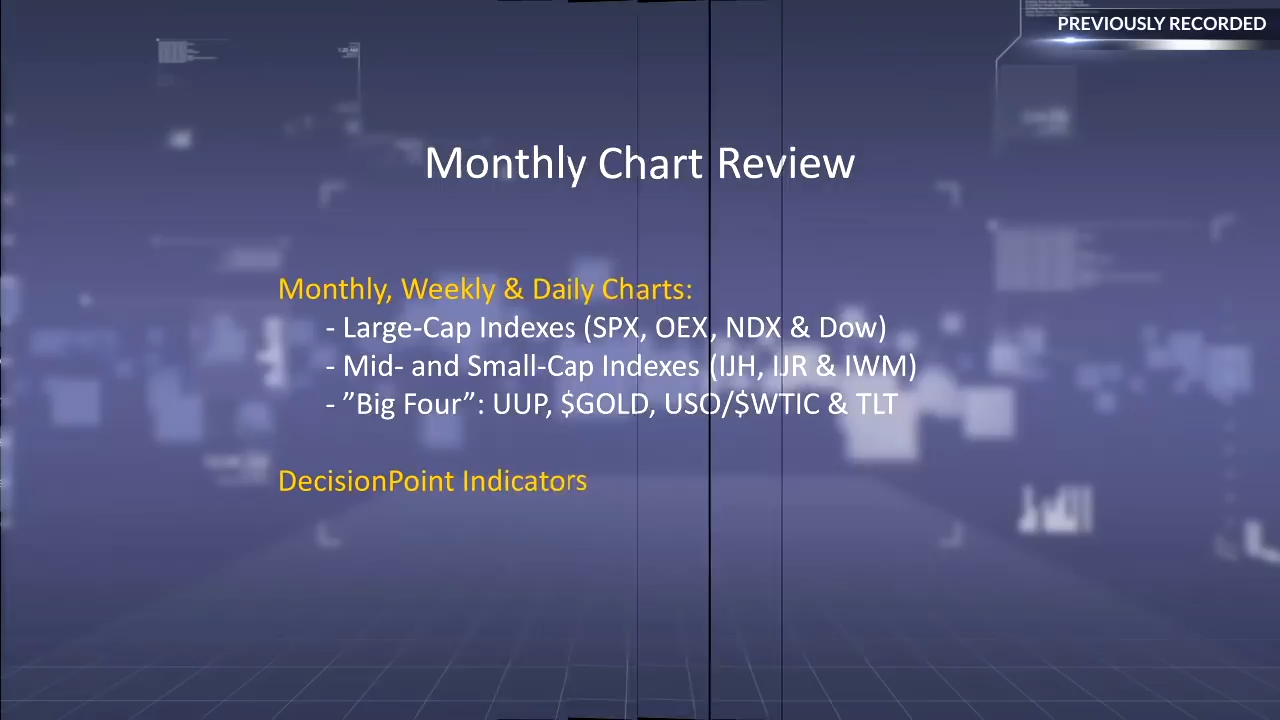 PREVIOUSLY RECORDED
Monthly Chart Review
Monthly, Weekly & Daily Charts:
- Large-Cap Indexes (SPX, OEX, NDX & Dow)
- Mid- and Small-Cap Indexes (IJH, IJR & IWM)
- ”Big Four”: UUP, $GOLD, USO/$WTIC & TLT
DecisionPoint Indicators